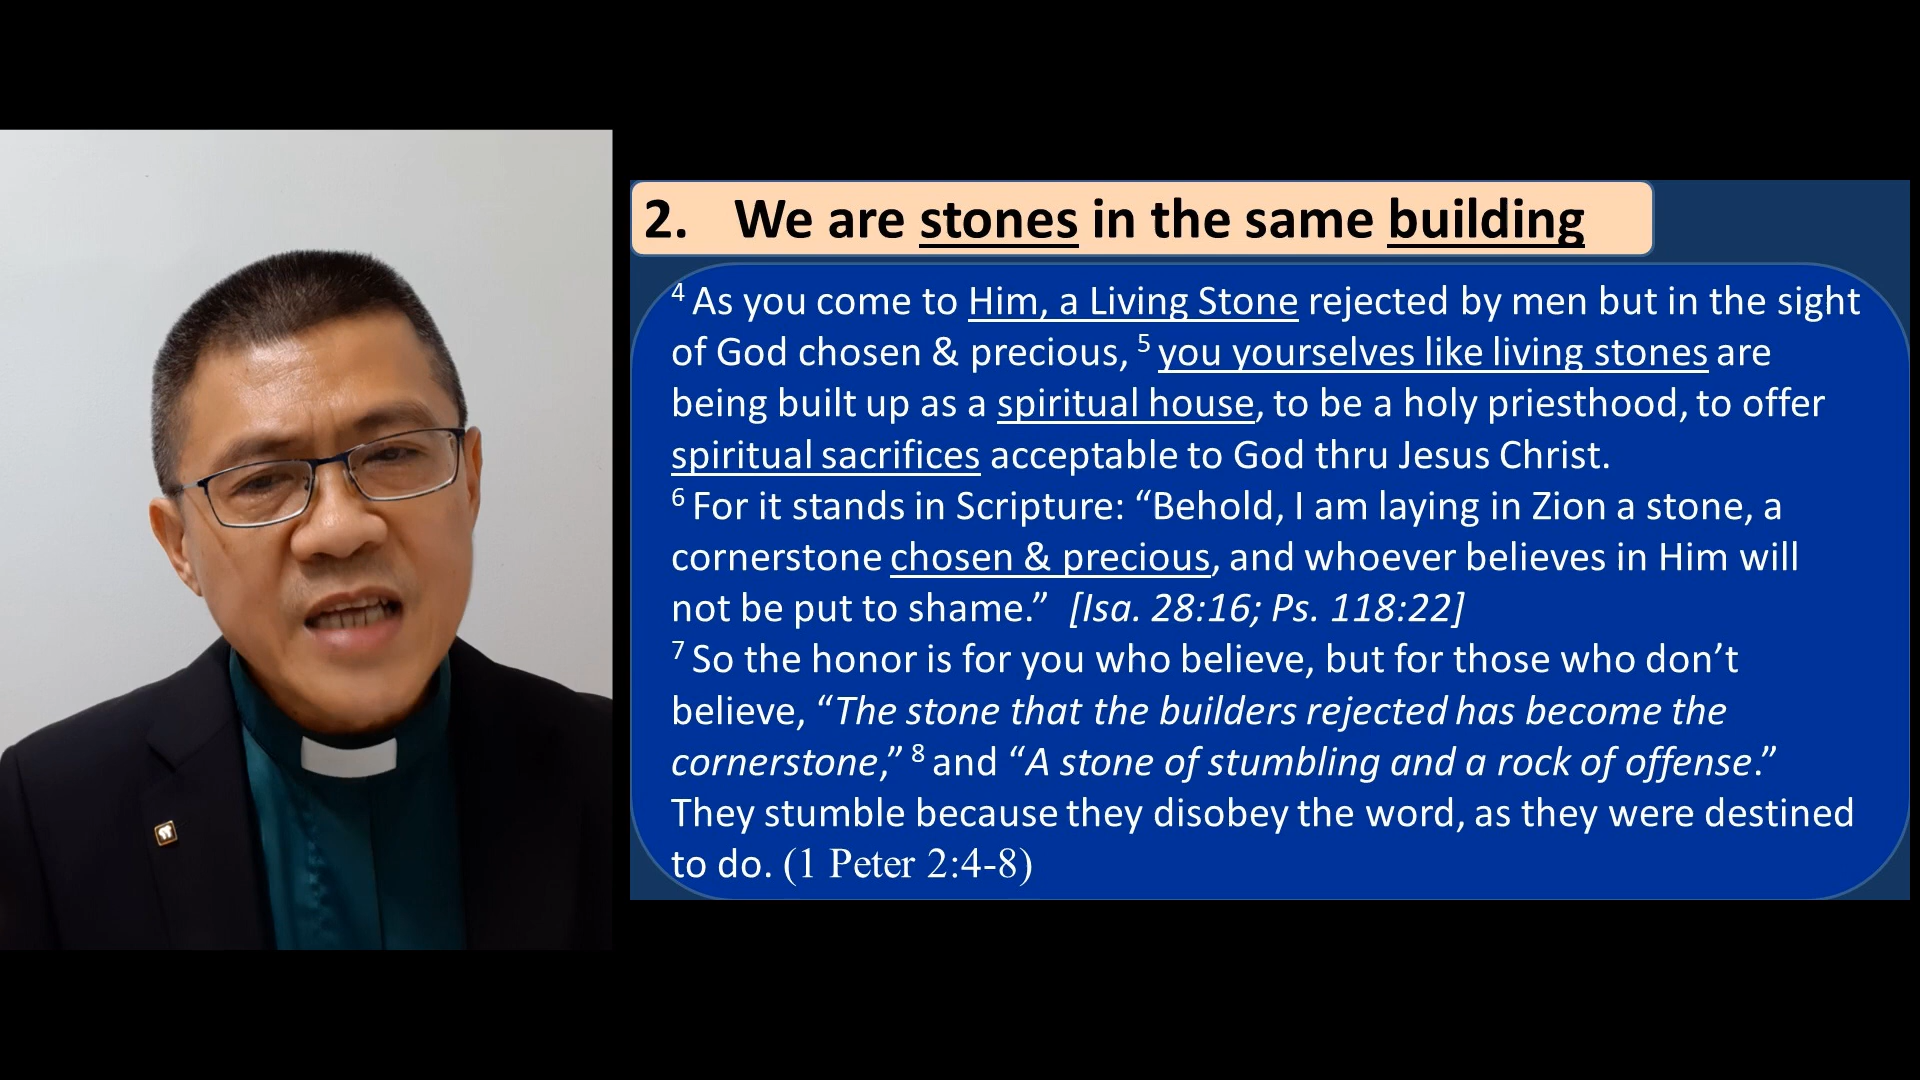 2. We are stones in the same building
4 As you come to Him, a Living Stone rejected by men but in the sight
of God chosen & precious, 5 you yourselves like living stones are
being built up as a spiritual house, to be a holy priesthood, to offer
spiritual sacrifices acceptable to God thru Jesus Christ.
6 For it stands in Scripture: “Behold, I am laying in Zion a stone, a
cornerstone chosen & precious, and whoever believes in Him will
not be put to shame.” [Isa. 28:16; Ps. 118:22]
7 So the honor is for you who believe, but for those who don’t
believe, “The stone that the builders rejected has become the
cornerstone,” 8 and “A stone of stumbling and a rock of offense.”
They stumble because they disobey the word, as they were destined
to do. (1 Peter 2:4-8)